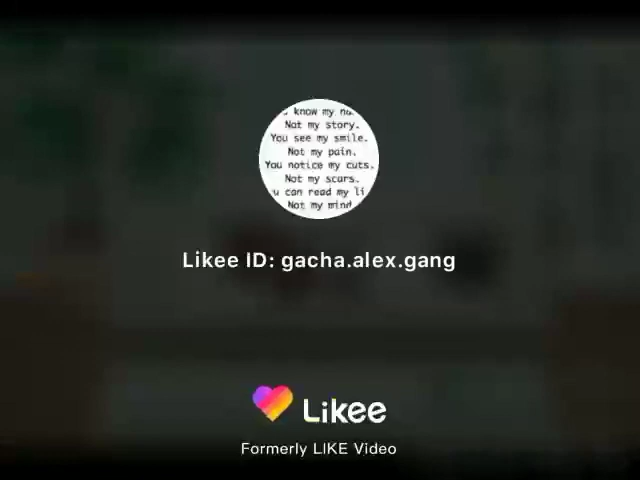 know my
Not my story.
You see my smile.
Not my pain.
You notice my cuts.
Not my scars.
can read my
Not my mind
Likee ID: gacha.alex.gang
Likee
Formerly LIKE Video